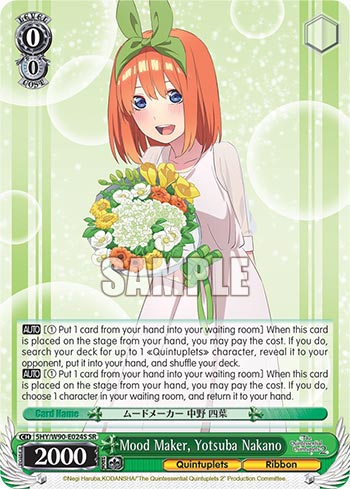 LEVEL
0
0
COST
SAMPLE
AUTO [① Put 1 card from your hand into your waiting room] When this card
is placed on the stage from your hand, you may pay the cost. If you do,
search your deck for up to 1 «Quintuplets» character, reveal it to your
opponent, put it into your hand, and shuffle your deck.
AUTO [① Put 1 card from your hand into your waiting room] When this card
is placed on the stage from your hand, you may pay the cost. If you do,
choose 1 character in your waiting room, and return it to your hand.
Card Name
ムードメーカー 中野 四葉
CH 5HY/W90-E024S SR
Mood Maker, Yotsuba Nakano
2000
Quintuplets
Ribbon
©Negi Haruba,KODANSHA/"The Quintessential Quintuplets 2" Production Committee.